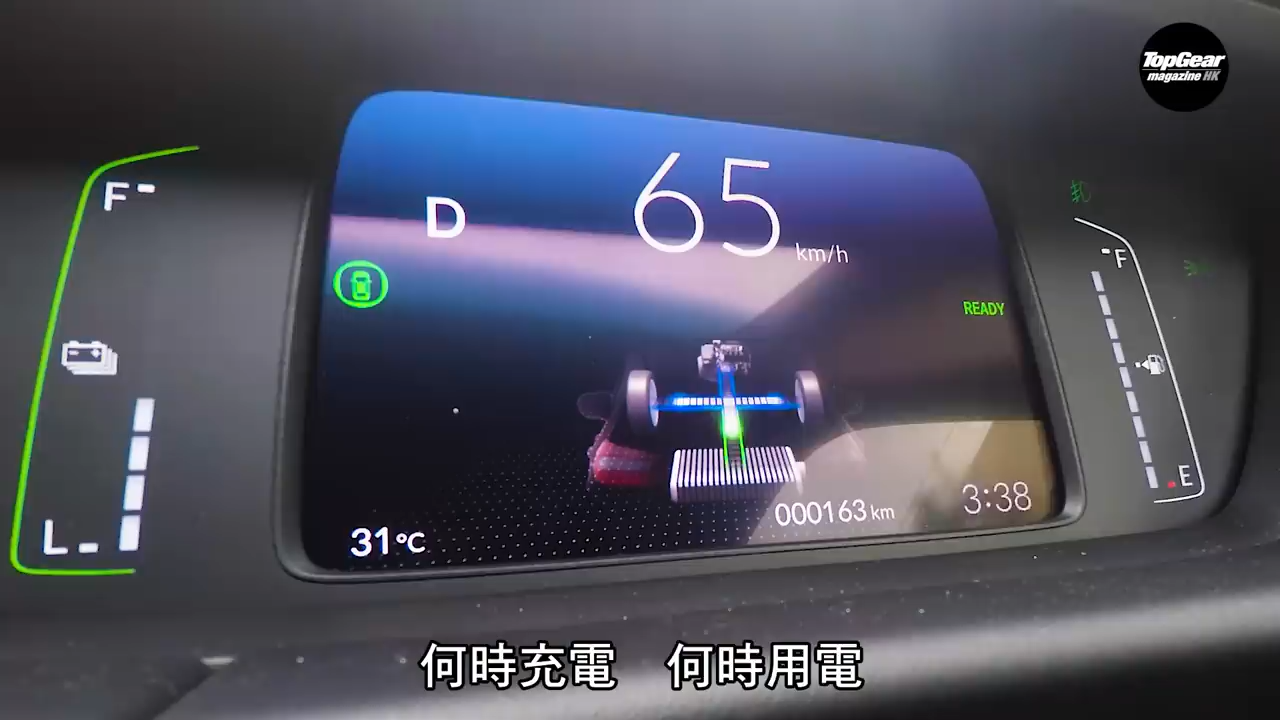 TopGear
magazine HK
F
L
D
65
km/h
READY
31°C
000163 km
3:38
F
E
何時充電 何時用電